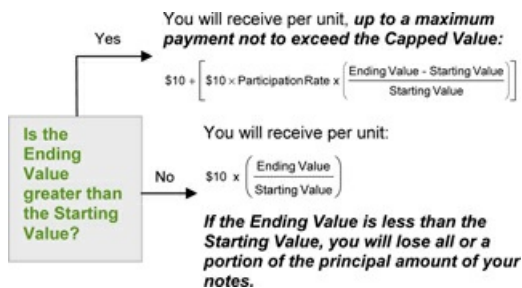 You will receive per unit, up to a maximum
payment not to exceed the Capped Value:
Yes
$10 + [ $10 × Participation Rate x ( Ending Value - Starting Value / Starting Value ) ]
Is the
Ending
Value
greater than
the Starting
Value?
No
You will receive per unit:
$10 x ( Ending Value / Starting Value )
If the Ending Value is less than the
Starting Value, you will lose all or a
portion of the principal amount of your
notes.